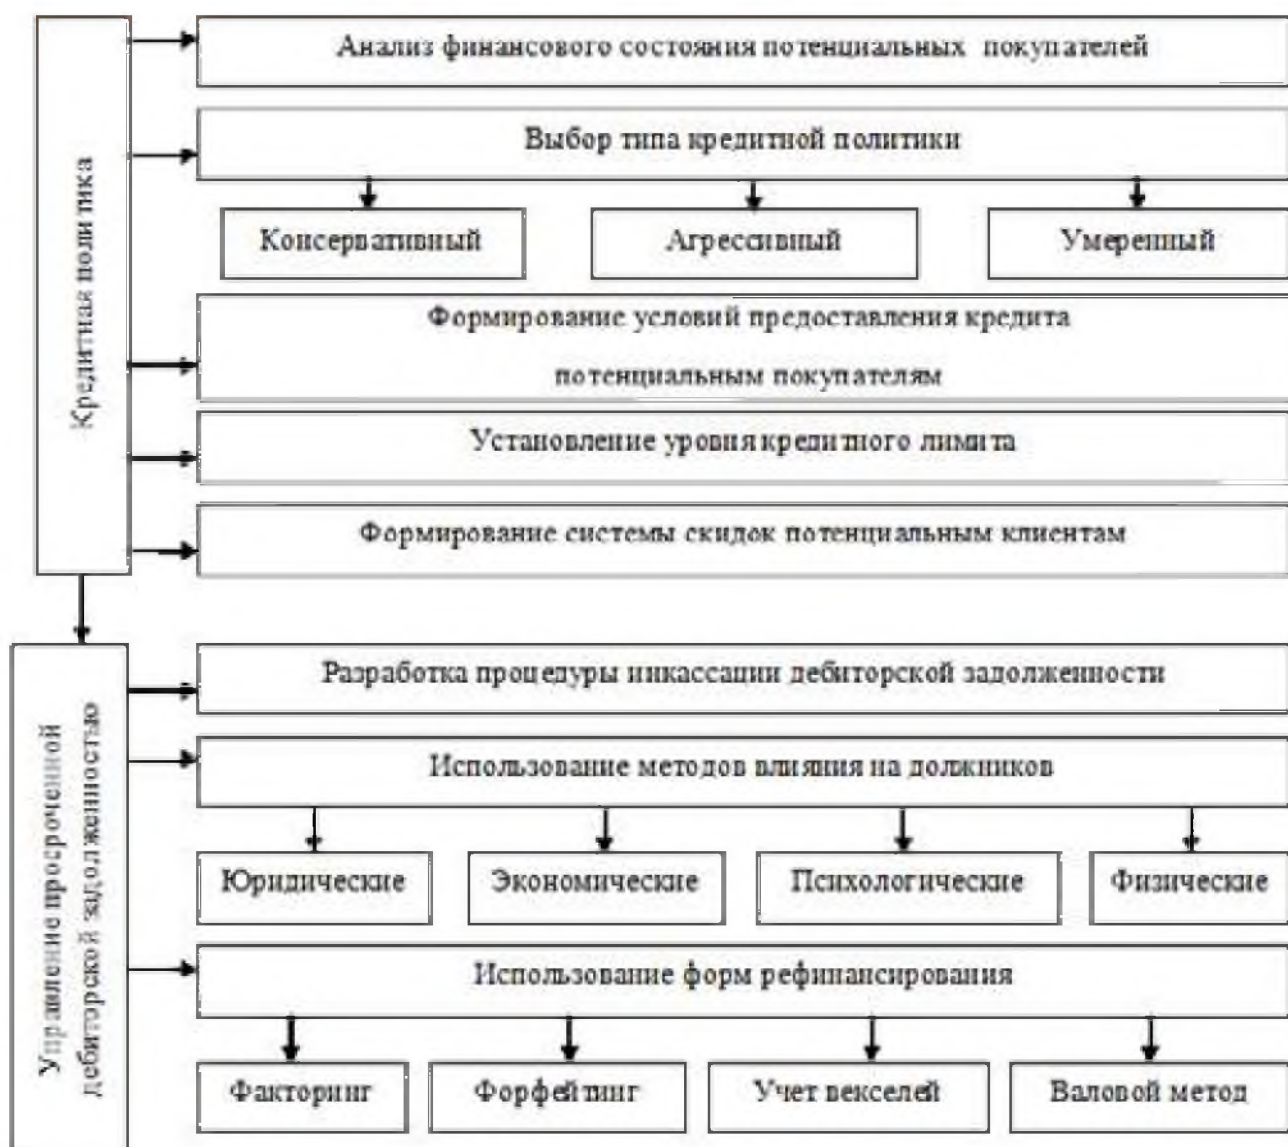 Кредитная политика
Анализ финансового состояния потенциальных покупателей
Выбор типа кредитной политики
Консервативный
Агрессивный
Умеренный
Формирование условий предоставления кредита
потенциальным покупателям
Установление уровня кредитного лимита
Формирование системы скидок потенциальным клиентам
Управление просроченной
дебиторской задолженностью
Разработка процедуры инкассации дебиторской задолженности
Использование методов влияния на должников
Юридические
Экономические
Психологические
Физические
Использование форм рефинансирования
Факторинг
Форфейтинг
Учет векселей
Валовой метод